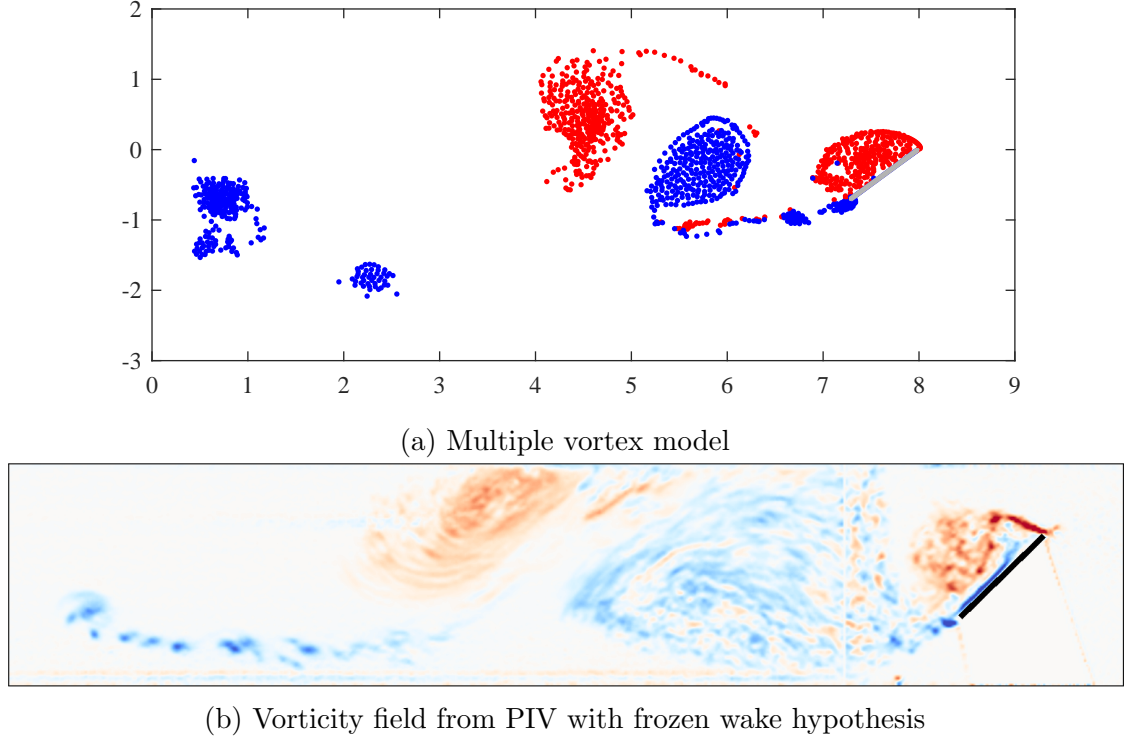 2
1
0
-1
-2
-3
0 1 2 3 4 5 6 7 8 9
(a) Multiple vortex model
(b) Vorticity field from PIV with frozen wake hypothesis